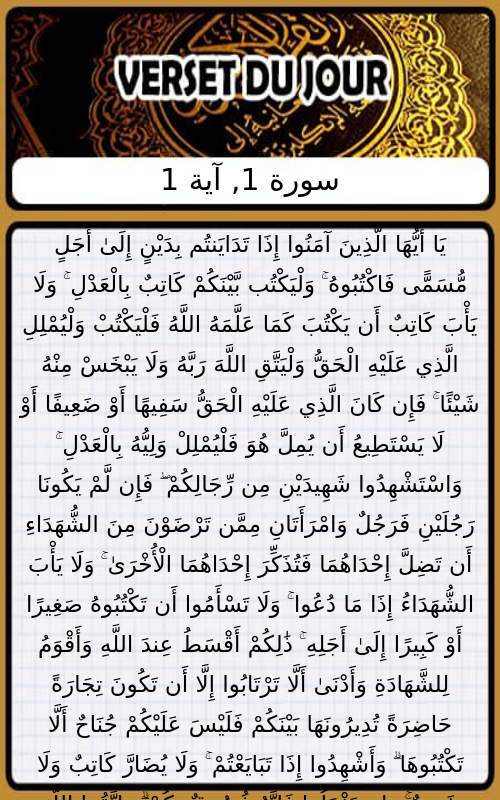 VERSET DU JOUR
سورة 1, آية 1
يَا أَيُّهَا الَّذِينَ آمَنُوا إِذَا تَدَايَنتُم بِدَيْنٍ إِلَىٰ أَجَلٍ
مُّسَمًّى فَاكْتُبُوهُ ۚ وَلْيَكْتُب بَّيْنَكُمْ كَاتِبٌ بِالْعَدْلِ ۚ وَلَا
يَأْبَ كَاتِبٌ أَن يَكْتُبَ كَمَا عَلَّمَهُ اللَّهُ فَلْيَكْتُبْ وَلْيُمْلِلِ
الَّذِي عَلَيْهِ الْحَقُّ وَلْيَتَّقِ اللَّهَ رَبَّهُ وَلَا يَبْخَسْ مِنْهُ
شَيْئًا ۚ فَإِن كَانَ الَّذِي عَلَيْهِ الْحَقُّ سَفِيهًا أَوْ ضَعِيفًا أَوْ
لَا يَسْتَطِيعُ أَن يُمِلَّ هُوَ فَلْيُمْلِلْ وَلِيُّهُ بِالْعَدْلِ ۚ
وَاسْتَشْهِدُوا شَهِيدَيْنِ مِن رِّجَالِكُمْ ۖ فَإِن لَّمْ يَكُونَا
رَجُلَيْنِ فَرَجُلٌ وَامْرَأَتَانِ مِمَّن تَرْضَوْنَ مِنَ الشُّهَدَاءِ
أَن تَضِلَّ إِحْدَاهُمَا فَتُذَكِّرَ إِحْدَاهُمَا الْأُخْرَىٰ ۚ وَلَا يَأْبَ
الشُّهَدَاءُ إِذَا مَا دُعُوا ۚ وَلَا تَسْأَمُوا أَن تَكْتُبُوهُ صَغِيرًا
أَوْ كَبِيرًا إِلَىٰ أَجَلِهِ ۚ ذَٰلِكُمْ أَقْسَطُ عِندَ اللَّهِ وَأَقْوَمُ
لِلشَّهَادَةِ وَأَدْنَىٰ أَلَّا تَرْتَابُوا إِلَّا أَن تَكُونَ تِجَارَةً
حَاضِرَةً تُدِيرُونَهَا بَيْنَكُمْ فَلَيْسَ عَلَيْكُمْ جُنَاحٌ أَلَّا
تَكْتُبُوهَا ۗ وَأَشْهِدُوا إِذَا تَبَايَعْتُمْ ۚ وَلَا يُضَارَّ كَاتِبٌ وَلَا